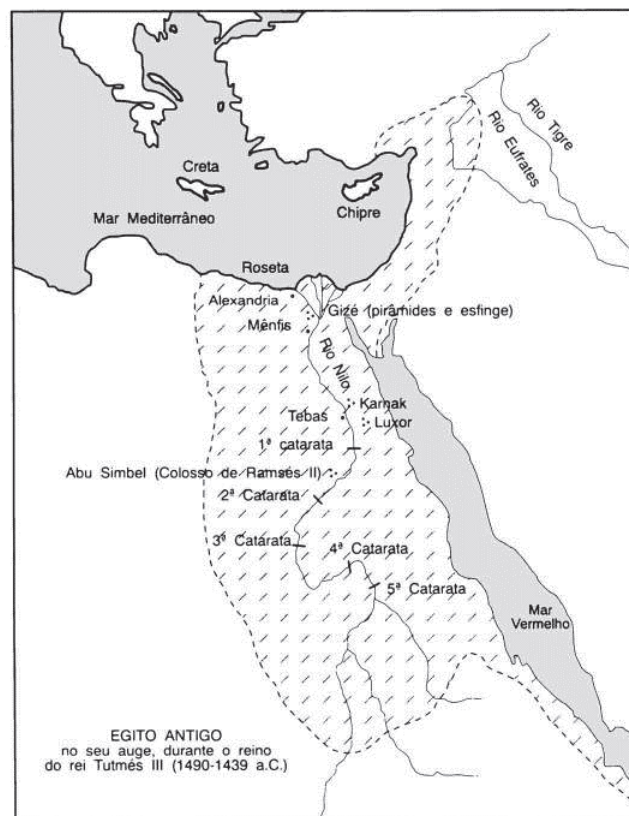 Rio Tigre
Rio Eufrates
Creta
Chipre
Mar Mediterrâneo
Roseta
Alexandria
Gizé (pirâmides e esfinge)
Mênfis
Rio Nilo
Karnak
Tebas
Luxor
1ª catarata
Abu Simbel (Colosso de Ramsés II)
2ª Catarata
3ª Catarata
4ª Catarata
5ª Catarata
Mar
Vermelho
EGITO ANTIGO
no seu auge, durante o reino
do rei Tutmés III (1490-1439 a.C.)